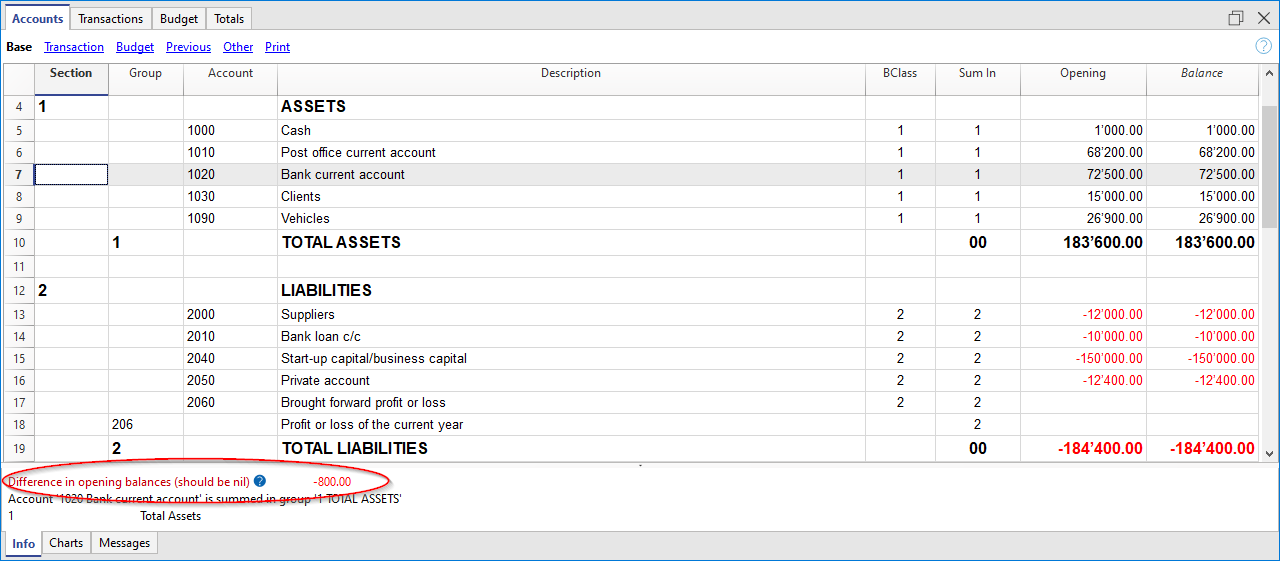 Accounts Transactions Budget Totals
Base Transaction Budget Previous Other Print ?
Section Group Account Description BClass Sum In Opening Balance
4 1 ASSETS
5 1000 Cash 1 1 1’000.00 1’000.00
6 1010 Post office current account 1 1 68’200.00 68’200.00
7 1020 Bank current account 1 1 72’500.00 72’500.00
8 1030 Clients 1 1 15’000.00 15’000.00
9 1090 Vehicles 1 1 26’900.00 26’900.00
10 1 TOTAL ASSETS 00 183’600.00 183’600.00
11
12 2 LIABILITIES
13 2000 Suppliers 2 2 -12’000.00 -12’000.00
14 2010 Bank loan c/c 2 2 -10’000.00 -10’000.00
15 2040 Start-up capital/business capital 2 2 -150’000.00 -150’000.00
16 2050 Private account 2 2 -12’400.00 -12’400.00
17 2060 Brought forward profit or loss 2 2
18 206 Profit or loss of the current year 2
19 2 TOTAL LIABILITIES 00 -184’400.00 -184’400.00
Difference in opening balances (should be nil) ? -800.00
Account '1020 Bank current account' is summed in group '1 TOTAL ASSETS'
1 Total Assets
Info Charts Messages